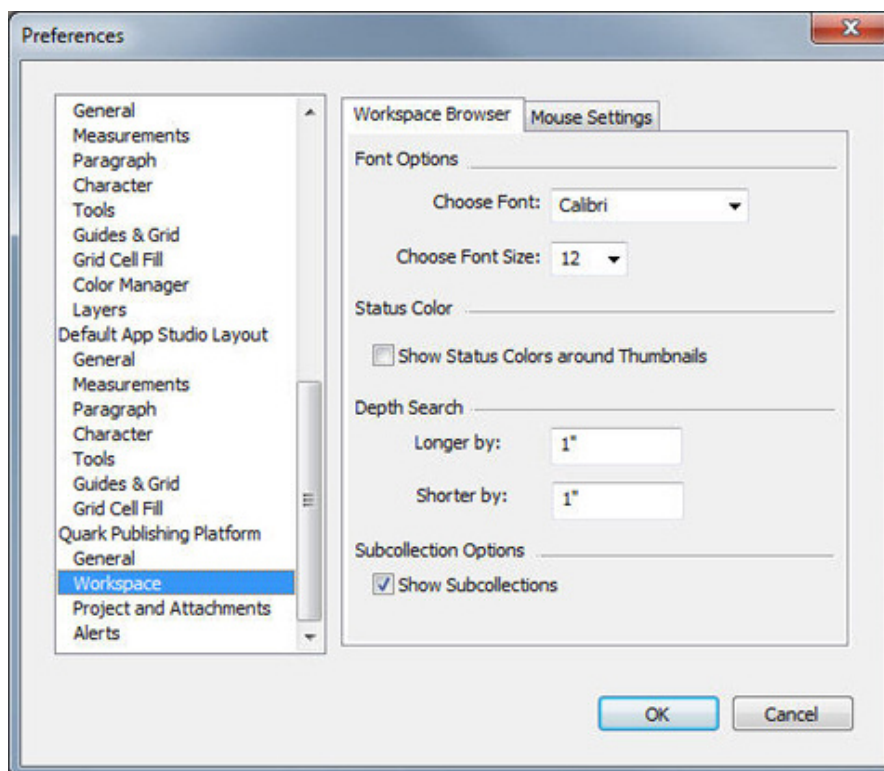 Preferences
General
Measurements
Paragraph
Character
Tools
Guides & Grid
Grid Cell Fill
Color Manager
Layers
Default App Studio Layout
General
Measurements
Paragraph
Character
Tools
Guides & Grid
Grid Cell Fill
Quark Publishing Platform
General
Workspace
Project and Attachments
Alerts
Workspace Browser
Mouse Settings
Font Options
Choose Font: Calibri
Choose Font Size: 12
Status Color
Show Status Colors around Thumbnails
Depth Search
Longer by: 1"
Shorter by: 1"
Subcollection Options
Show Subcollections
OK
Cancel